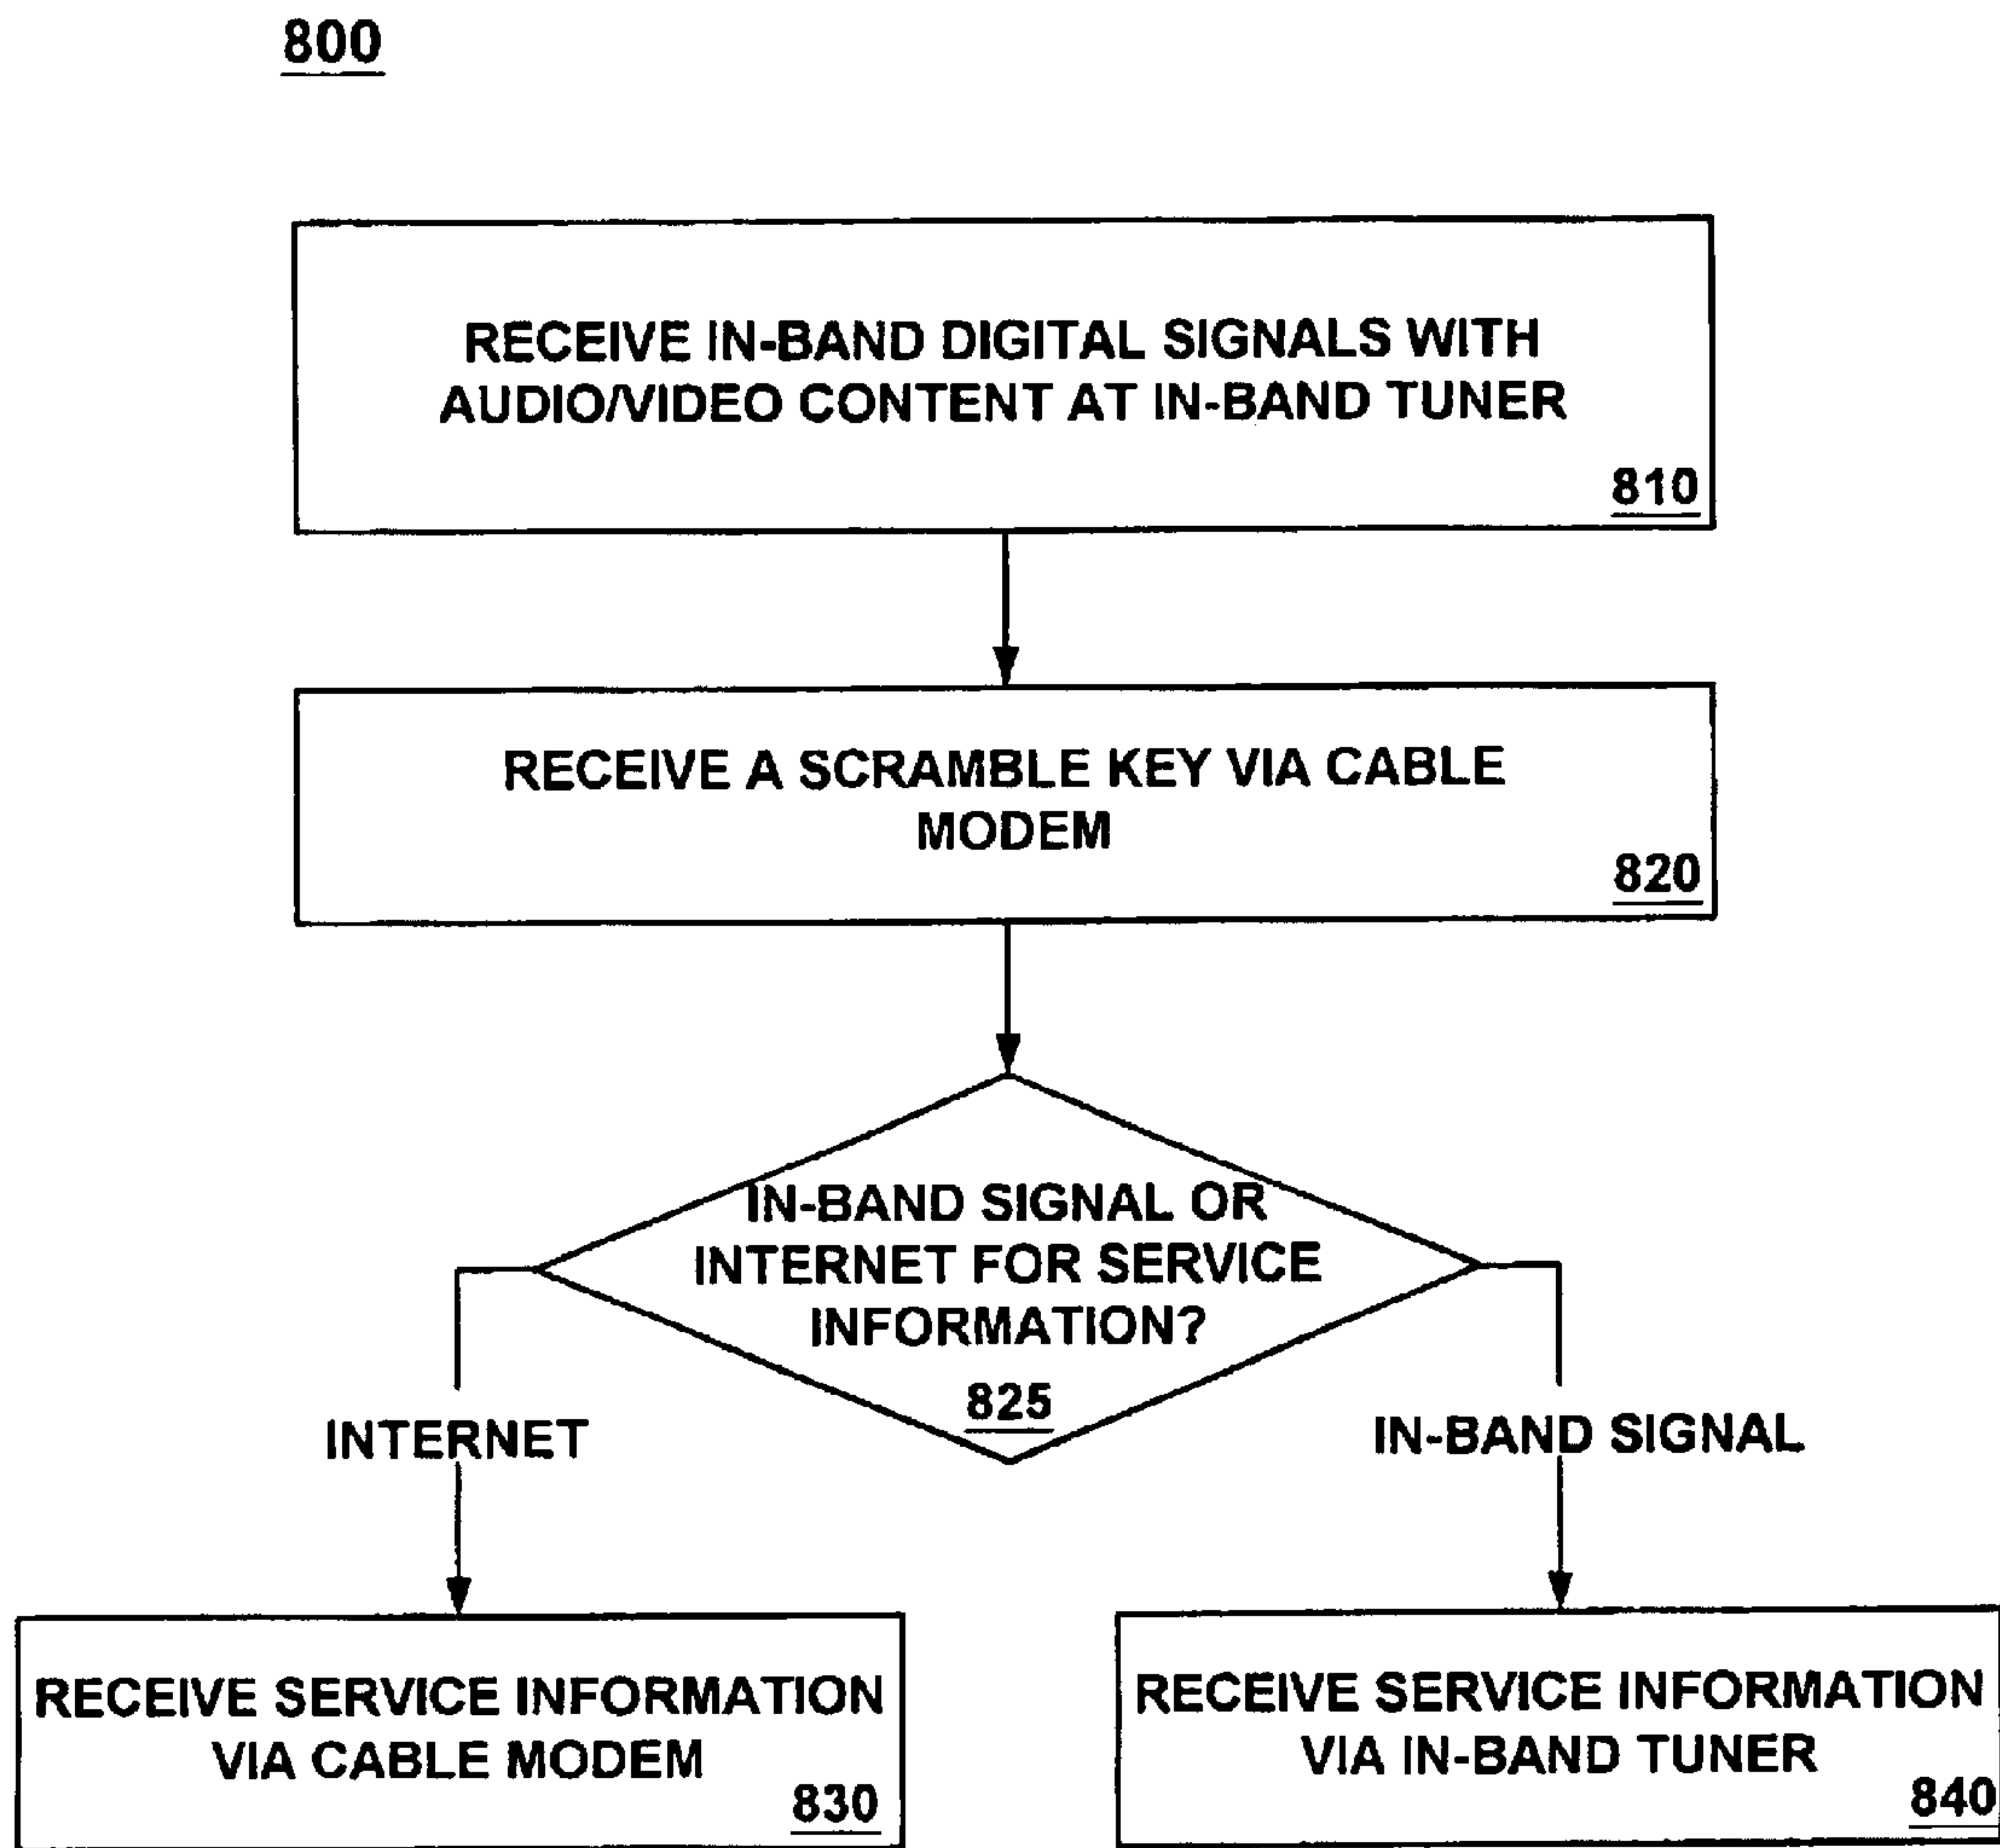 800
RECEIVE IN-BAND DIGITAL SIGNALS WITH
AUDIO/VIDEO CONTENT AT IN-BAND TUNER
810
RECEIVE A SCRAMBLE KEY VIA CABLE
MODEM
820
IN-BAND SIGNAL OR
INTERNET FOR SERVICE
INFORMATION?
825
INTERNET
IN-BAND SIGNAL
RECEIVE SERVICE INFORMATION
VIA CABLE MODEM
830
RECEIVE SERVICE INFORMATION
VIA IN-BAND TUNER
840